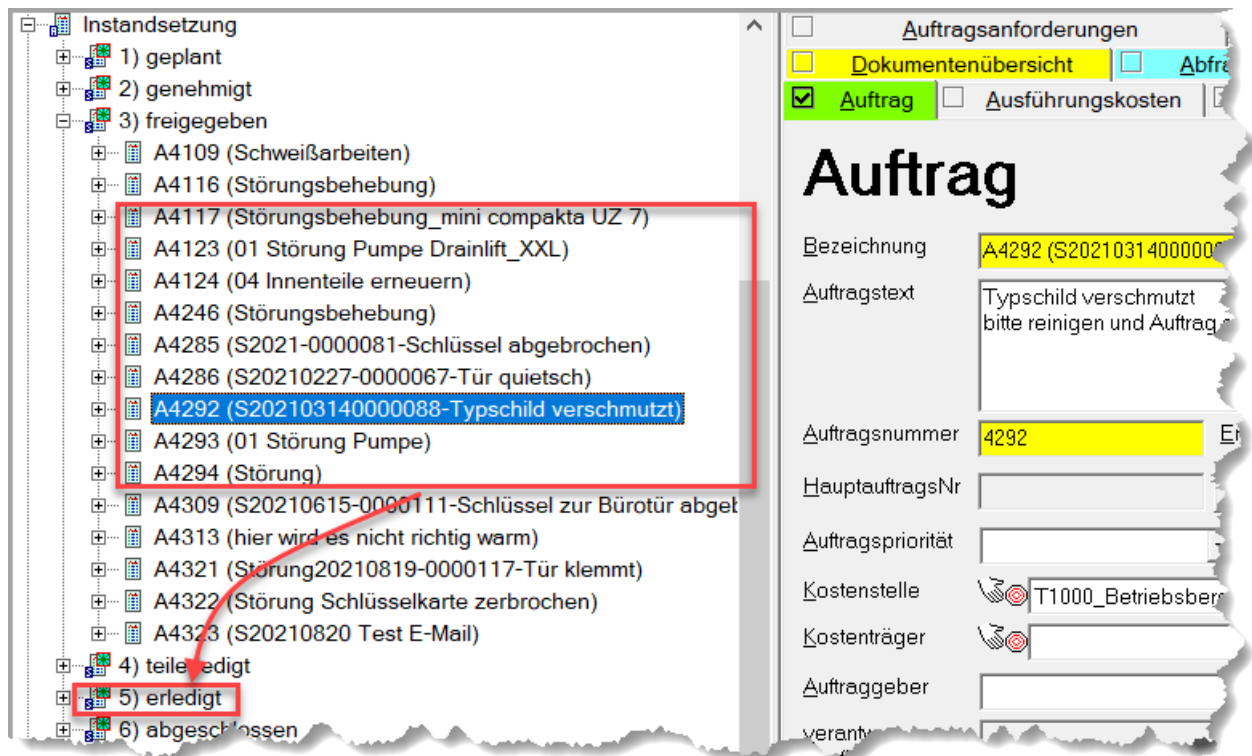 Instandsetzung
1) geplant
2) genehmigt
3) freigegeben
A4109 (Schweißarbeiten)
A4116 (Störungsbehebung)
A4117 (Störungsbehebung_mini compakta UZ 7)
A4123 (01 Störung Pumpe Drainlift_XXL)
A4124 (04 Innenteile erneuern)
A4246 (Störungsbehebung)
A4285 (S2021-0000081-Schlüssel abgebrochen)
A4286 (S20210227-0000067-Tür quietsch)
A4292 (S202103140000088-Typschild verschmutzt)
A4293 (01 Störung Pumpe)
A4294 (Störung)
A4309 (S20210615-0000111-Schlüssel zur Bürotür abget
A4313 (hier wird es nicht richtig warm)
A4321 (Störung20210819-0000117-Tür klemmt)
A4322 (Störung Schlüsselkarte zerbrochen)
A4323 (S20210820 Test E-Mail)
4) teilerledigt
5) erledigt
6) abgeschlossen
Auftragsanforderungen
Dokumentenübersicht Abfra
Auftrag Ausführungskosten
Auftrag
Bezeichnung A4292 (S2021031400000
Auftragstext Typschild verschmutzt
bitte reinigen und Auftrag
Auftragsnummer 4292
HauptauftragsNr
Auftragspriorität
Kostenstelle T1000_Betriebsber
Kostenträger
Auftraggeber
verantw